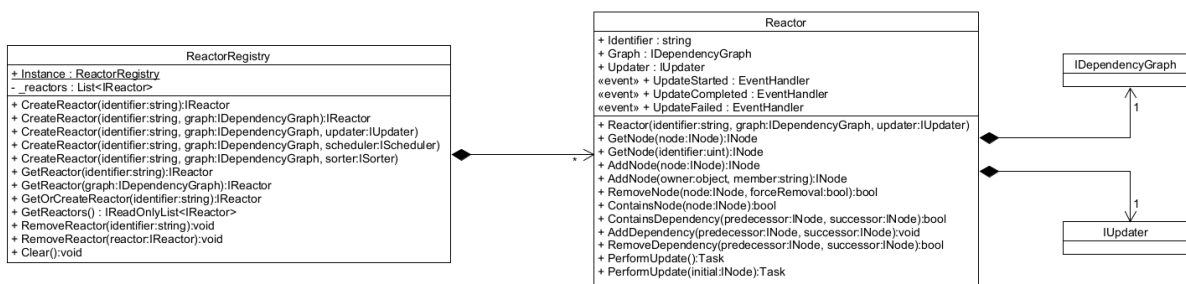 ReactorRegistry
+ Instance : ReactorRegistry
- _reactors : List<IReactor>
+ CreateReactor(identifier:string):IReactor
+ CreateReactor(identifier:string, graph:IDependencyGraph):IReactor
+ CreateReactor(identifier:string, graph:IDependencyGraph, updater:IUpdater)
+ CreateReactor(identifier:string, graph:IDependencyGraph, scheduler:IScheduler)
+ CreateReactor(identifier:string, graph:IDependencyGraph, sorter:ISorter)
+ GetReactor(identifier:string):IReactor
+ GetReactor(graph:IDependencyGraph):IReactor
+ GetOrCreateReactor(identifier:string):IReactor
+ GetReactors() : IReadOnlyList<IReactor>
+ RemoveReactor(identifier:string):void
+ RemoveReactor(reactor:IReactor):void
+ Clear():void
*
Reactor
+ Identifier : string
+ Graph : IDependencyGraph
+ Updater : IUpdater
«event» + UpdateStarted : EventHandler
«event» + UpdateCompleted : EventHandler
«event» + UpdateFailed : EventHandler
+ Reactor(identifier:string, graph:IDependencyGraph, updater:IUpdater)
+ GetNode(node:INode):INode
+ GetNode(identifier:uint):INode
+ AddNode(node:INode):INode
+ AddNode(owner:object, member:string):INode
+ RemoveNode(node:INode, forceRemoval:bool):bool
+ ContainsNode(node:INode):bool
+ ContainsDependency(predecessor:INode, successor:INode):bool
+ AddDependency(predecessor:INode, successor:INode):void
+ RemoveDependency(predecessor:INode, successor:INode):bool
+ PerformUpdate():Task
+ PerformUpdate(initial:INode):Task
IDependencyGraph
1
1
IUpdater